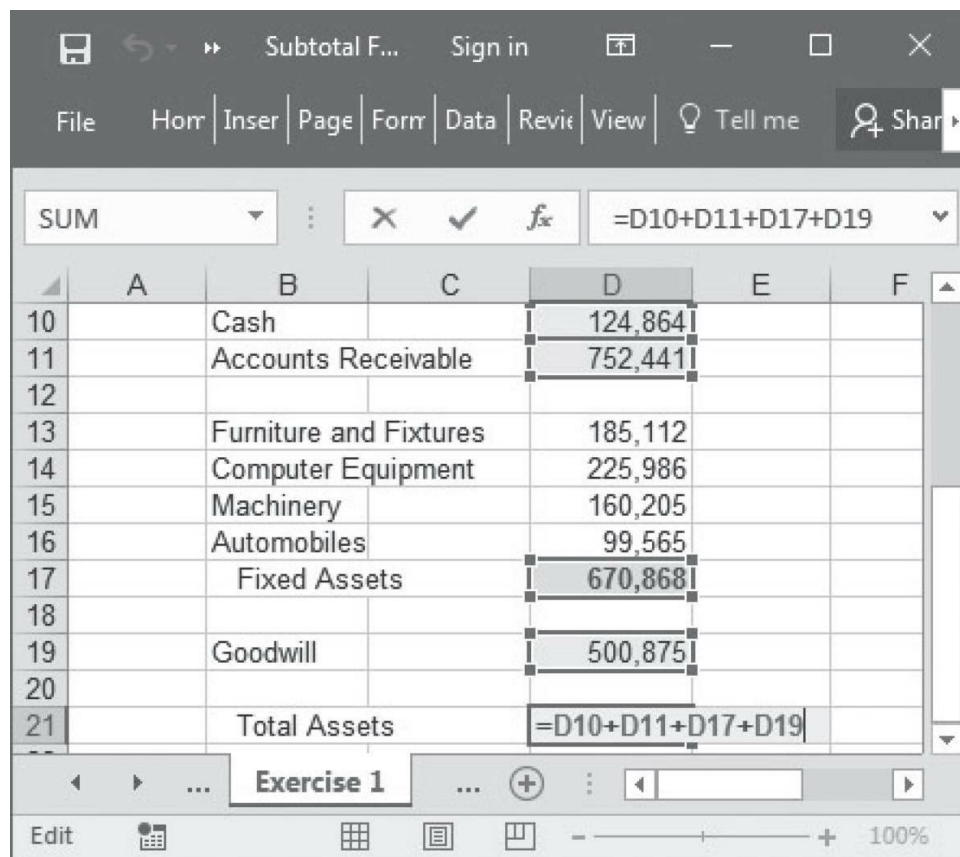 Subtotal F... Sign in
File Hom Inser Page Form Data Revie View Tell me Shar
SUM fx =D10+D11+D17+D19
A B C D E F
10 Cash 124,864
11 Accounts Receivable 752,441
12
13 Furniture and Fixtures 185,112
14 Computer Equipment 225,986
15 Machinery 160,205
16 Automobiles 99,565
17 Fixed Assets 670,868
18
19 Goodwill 500,875
20
21 Total Assets =D10+D11+D17+D19
... Exercise 1 ...
Edit 100%